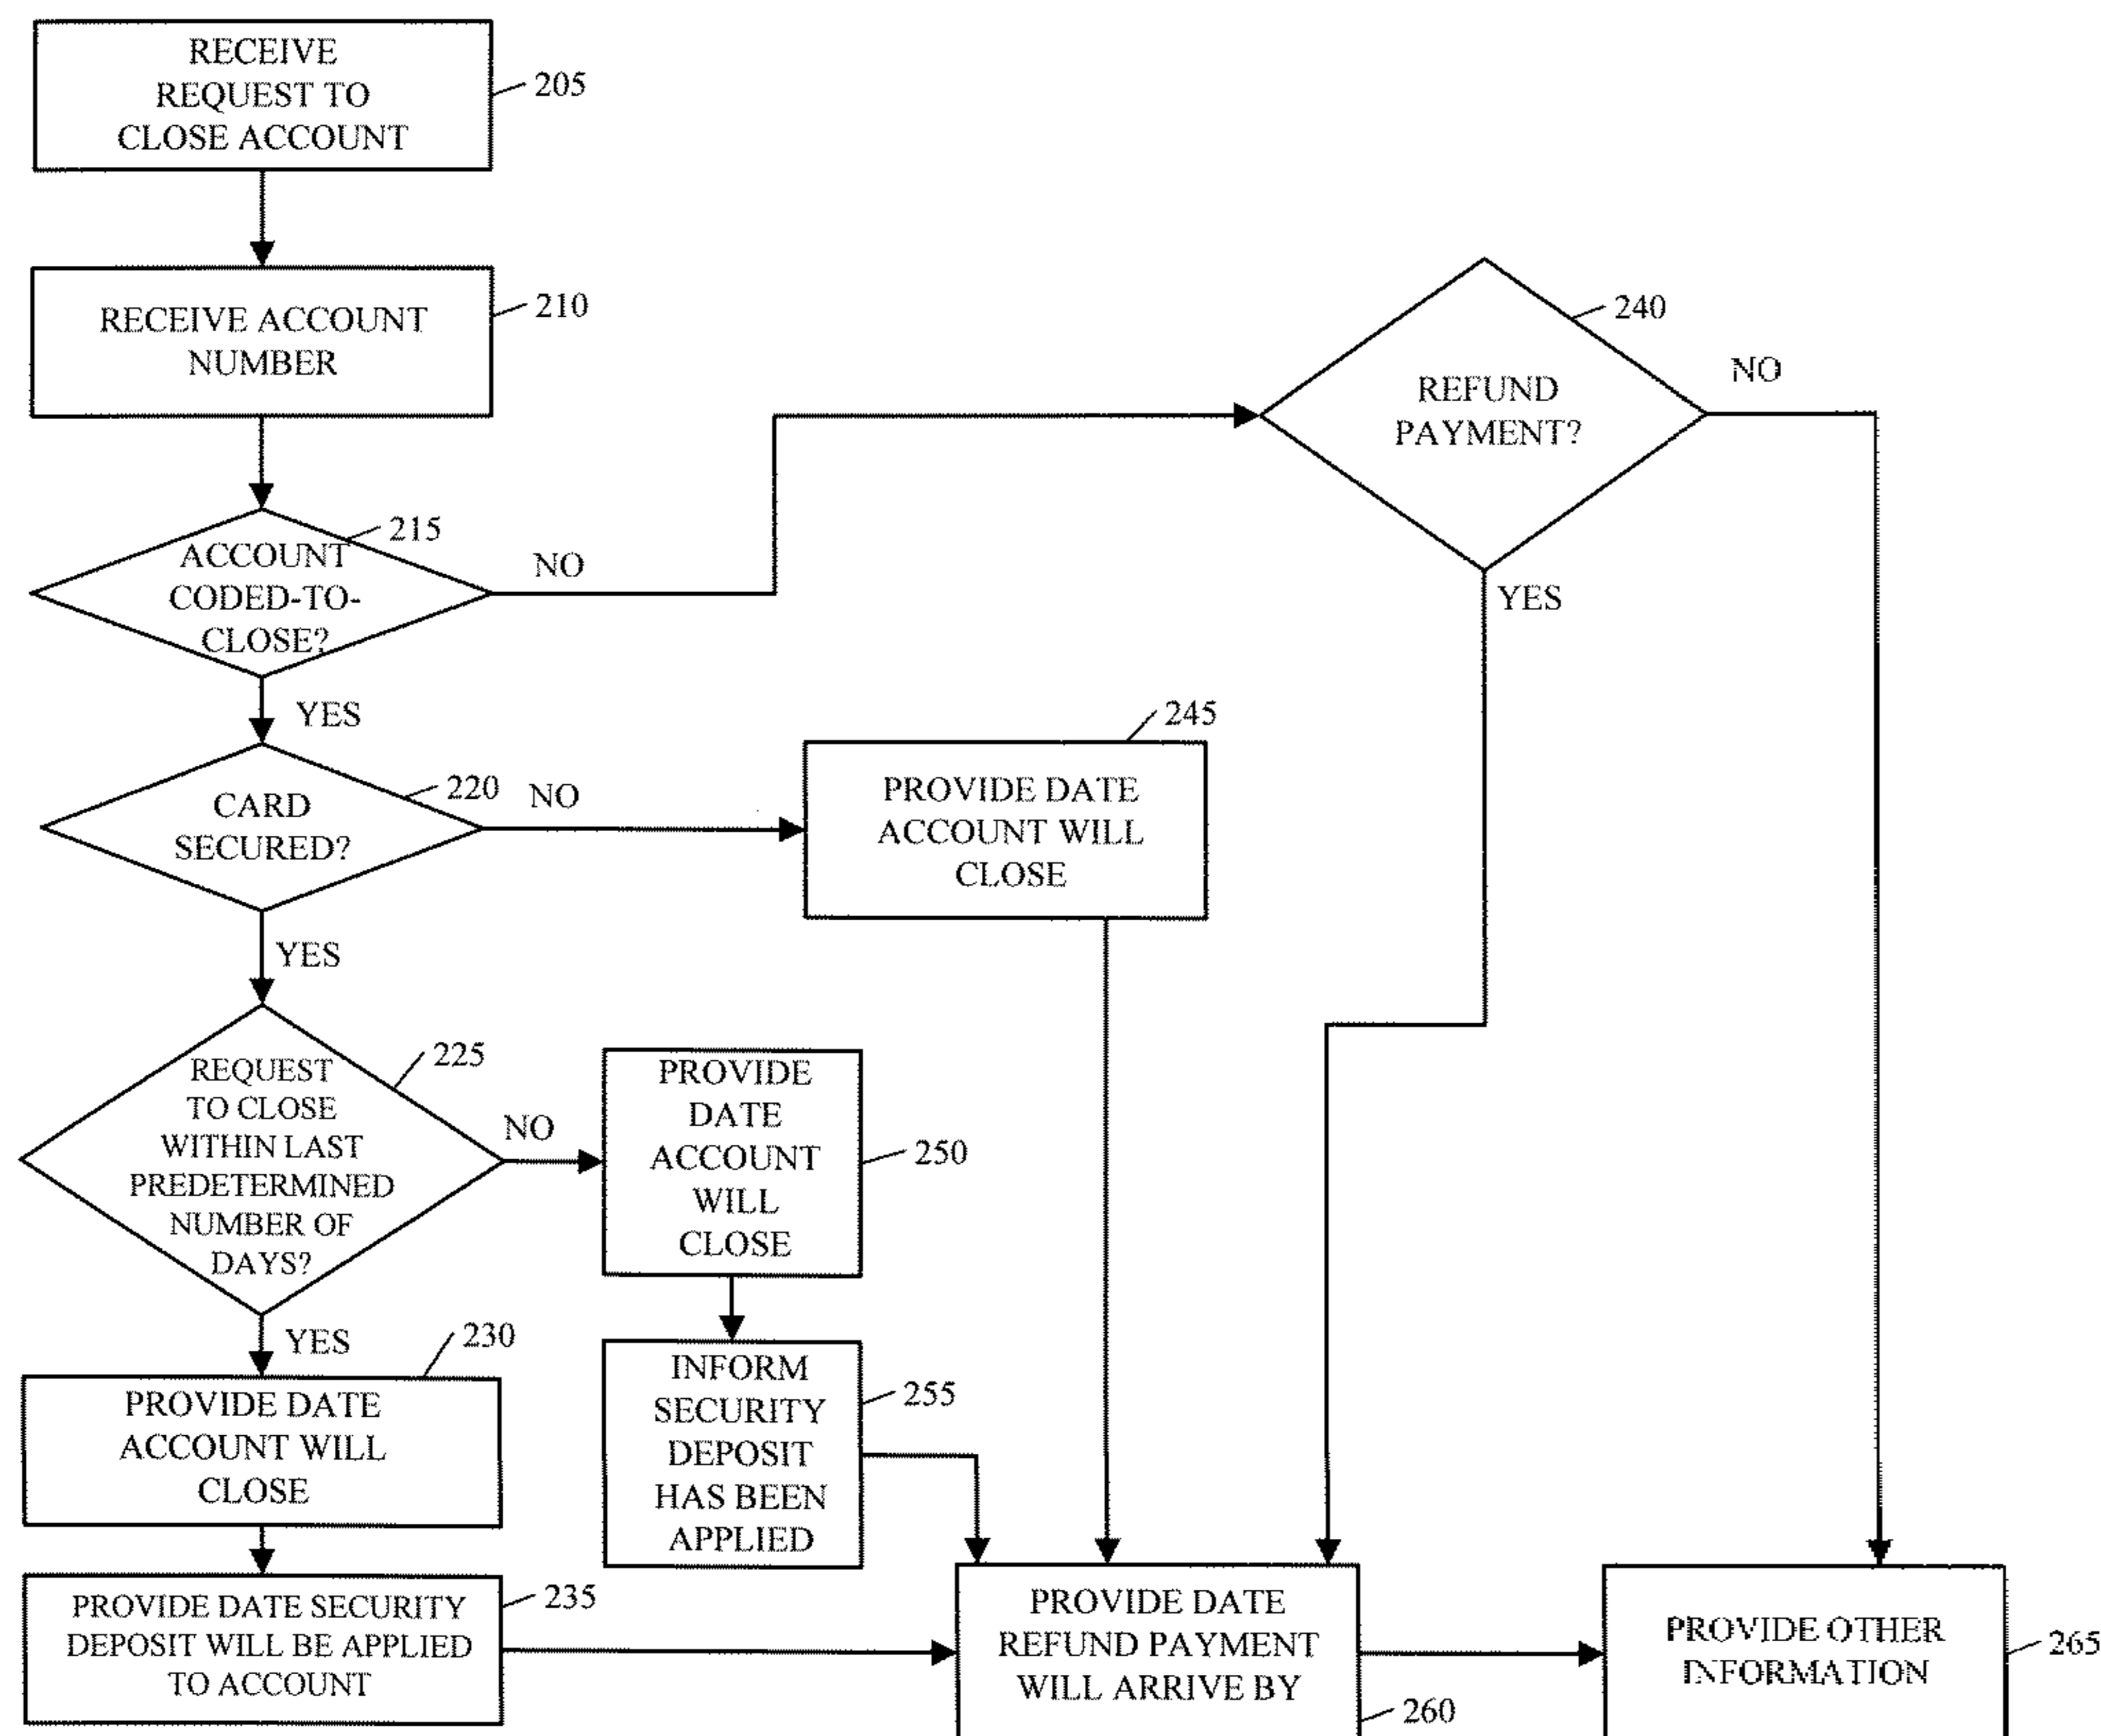 RECEIVE
REQUEST TO
CLOSE ACCOUNT
205
RECEIVE ACCOUNT
NUMBER
210
240
REFUND
PAYMENT?
NO
YES
215
ACCOUNT
CODED-TO-
CLOSE?
NO
YES
220
CARD
SECURED?
NO
245
PROVIDE DATE
ACCOUNT WILL
CLOSE
YES
225
REQUEST
TO CLOSE
WITHIN LAST
PREDETERMINED
NUMBER OF
DAYS?
NO
PROVIDE
DATE
ACCOUNT
WILL
CLOSE
250
YES
230
PROVIDE DATE
ACCOUNT WILL
CLOSE
INFORM
SECURITY
DEPOSIT
HAS BEEN
APPLIED
255
PROVIDE DATE SECURITY
DEPOSIT WILL BE APPLIED
TO ACCOUNT
235
PROVIDE DATE
REFUND PAYMENT
WILL ARRIVE BY
260
PROVIDE OTHER
INFORMATION
265